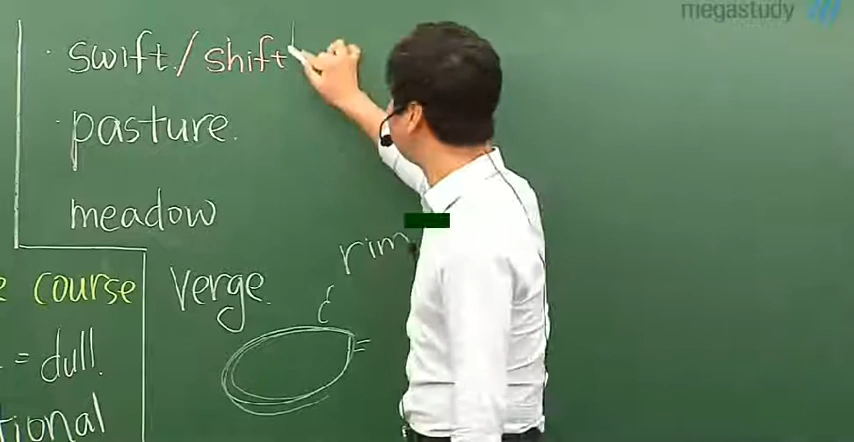 megastudy
· swift. / shift
· pasture.
meadow
rim
course
verge.
= dull.
tional